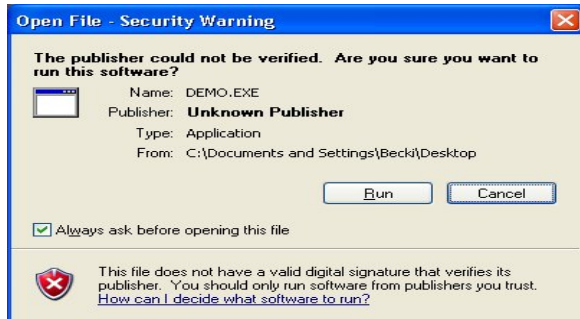 Open File - Security Warning
The publisher could not be verified. Are you sure you want to
run this software?
Name: DEMO.EXE
Publisher: Unknown Publisher
Type: Application
From: C:\Documents and Settings\Becki\Desktop
Run Cancel
Always ask before opening this file
This file does not have a valid digital signature that verifies its
publisher. You should only run software from publishers you trust.
How can I decide what software to run?